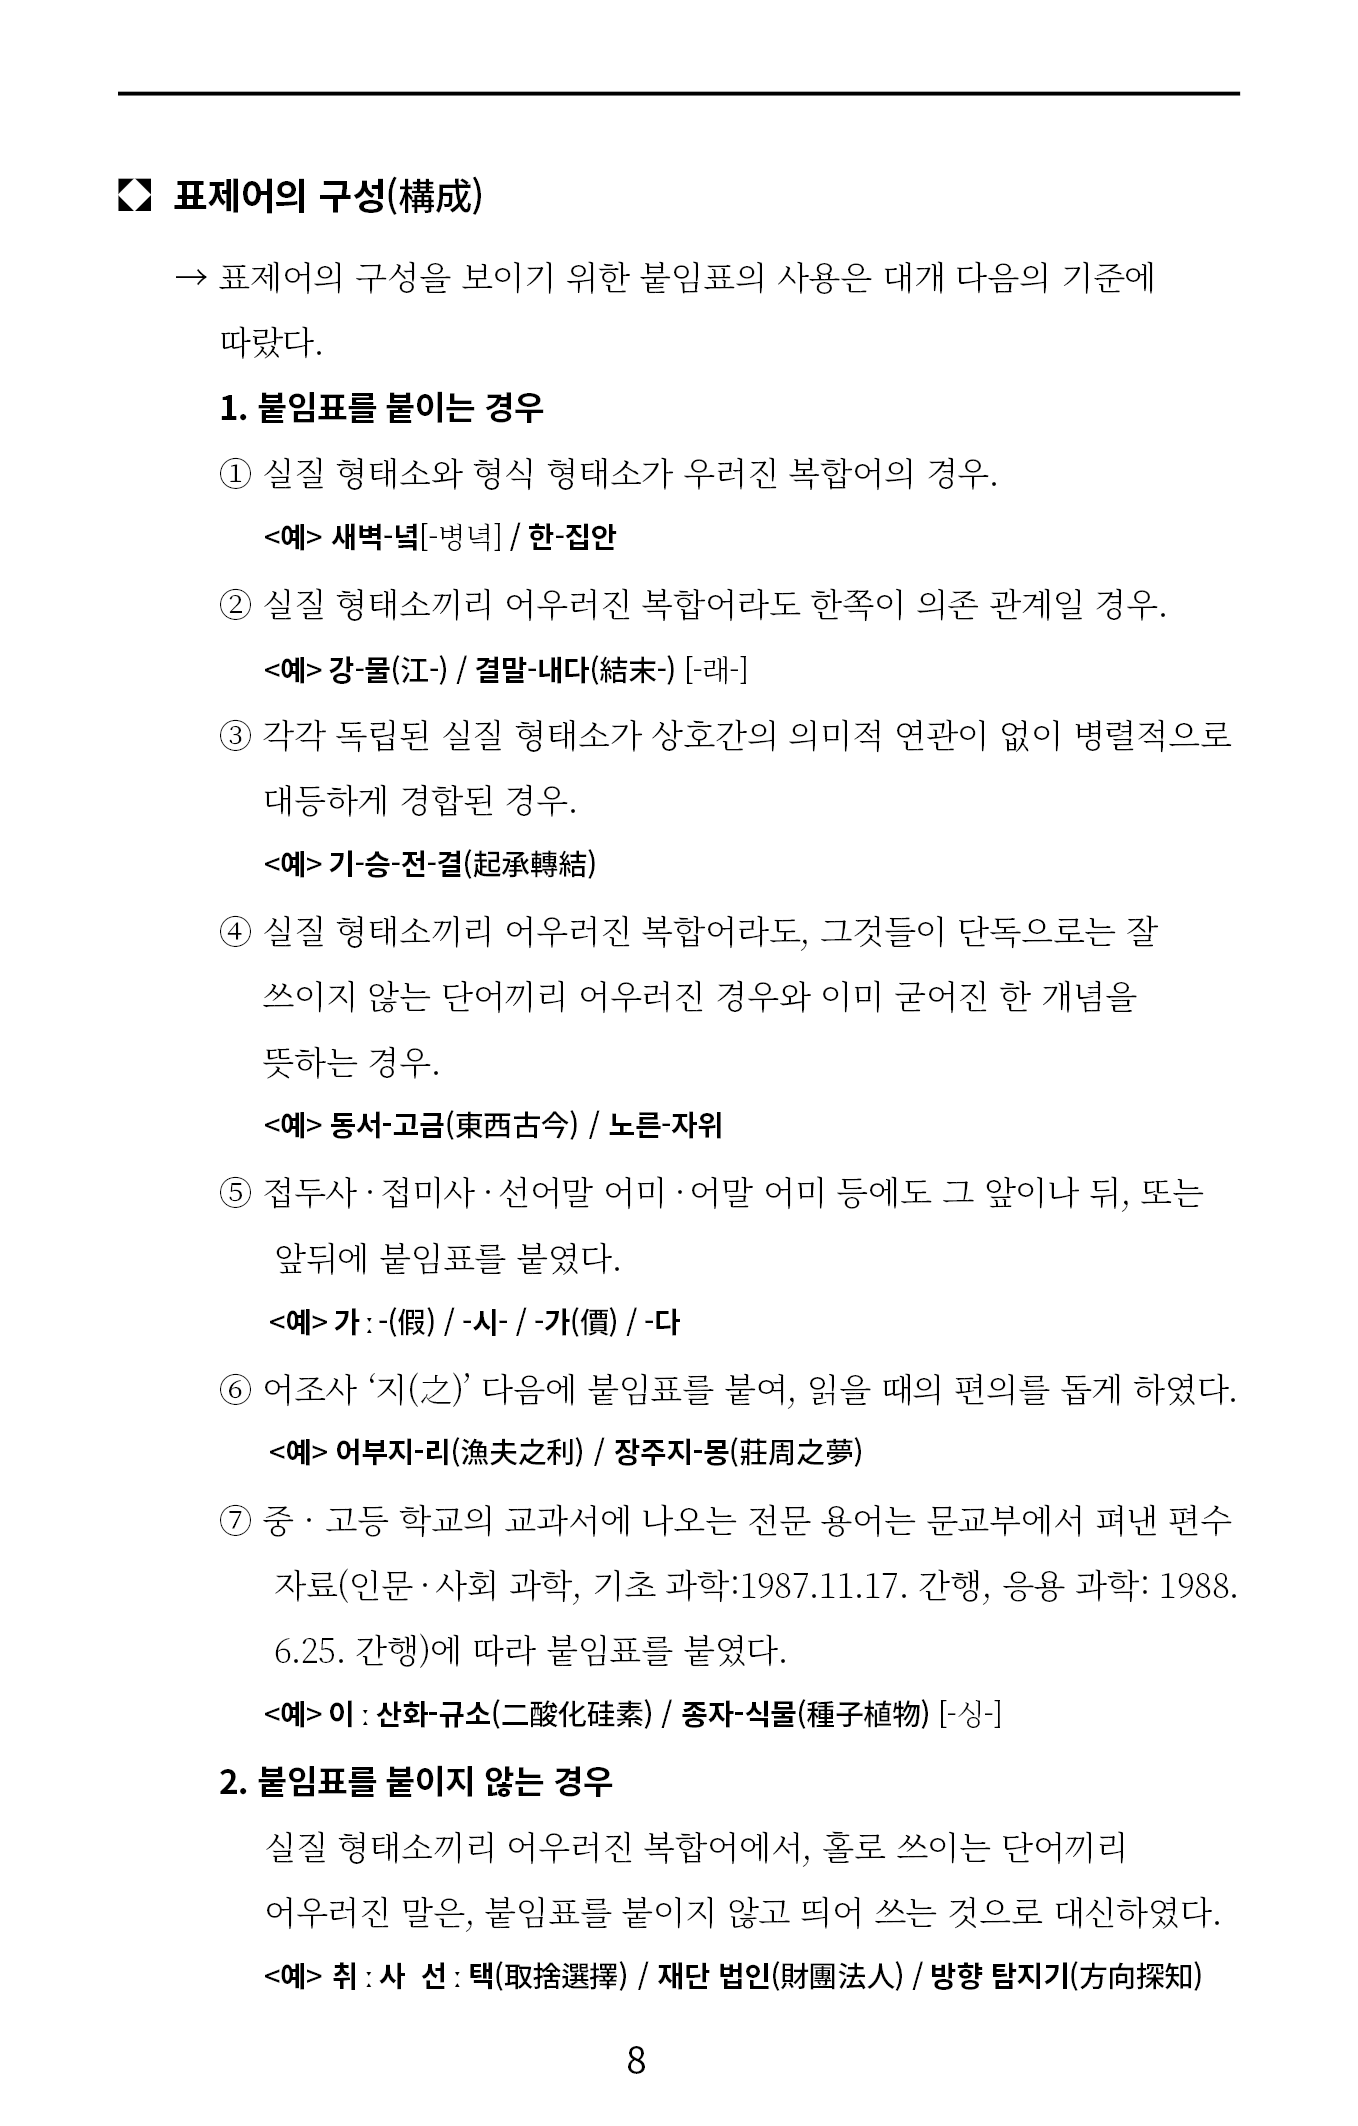 표제어의 구성(構成)
→ 표제어의 구성을 보이기 위한 붙임표의 사용은 대개 다음의 기준에
따랐다.
1. 붙임표를 붙이는 경우
① 실질 형태소와 형식 형태소가 우러진 복합어의 경우.
<예> 새벽-녘[-병녁] / 한-집안
② 실질 형태소끼리 어우러진 복합어라도 한쪽이 의존 관계일 경우.
<예> 강-물(江-) / 결말-내다(結末-) [-래-]
③ 각각 독립된 실질 형태소가 상호간의 의미적 연관이 없이 병렬적으로
대등하게 경합된 경우.
<예> 기-승-전-결(起承轉結)
④ 실질 형태소끼리 어우러진 복합어라도, 그것들이 단독으로는 잘
쓰이지 않는 단어끼리 어우러진 경우와 이미 굳어진 한 개념을
뜻하는 경우.
<예> 동서-고금(東西古今) / 노른-자위
⑤ 접두사·접미사·선어말 어미·어말 어미 등에도 그 앞이나 뒤, 또는
앞뒤에 붙임표를 붙였다.
<예> 가ː-(假) / -시- / -가(價) / -다
⑥ 어조사 ‘지(之)’ 다음에 붙임표를 붙여, 읽을 때의 편의를 돕게 하였다.
<예> 어부지-리(漁夫之利) / 장주지-몽(莊周之夢)
⑦ 중 · 고등 학교의 교과서에 나오는 전문 용어는 문교부에서 펴낸 편수
자료(인문·사회 과학, 기초 과학:1987.11.17. 간행, 응용 과학: 1988.
6.25. 간행)에 따라 붙임표를 붙였다.
<예> 이ː산화-규소(二酸化硅素) / 종자-식물(種子植物) [-싱-]
2. 붙임표를 붙이지 않는 경우
실질 형태소끼리 어우러진 복합어에서, 홀로 쓰이는 단어끼리
어우러진 말은, 붙임표를 붙이지 않고 띄어 쓰는 것으로 대신하였다.
<예> 취ː사 선ː택(取捨選擇) / 재단 법인(財團法人) / 방향 탐지기(方向探知)
8